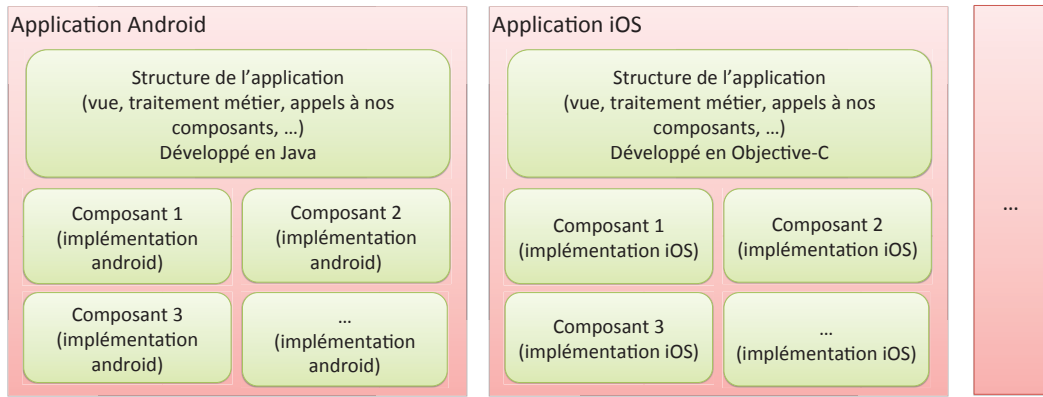 Application Android
Structure de l’application
(vue, traitement métier, appels à nos
composants, …)
Développé en Java
Composant 1
(implémentation
android)
Composant 2
(implémentation
android)
Composant 3
(implémentation
android)
…
(implémentation
android)
Application iOS
Structure de l’application
(vue, traitement métier, appels à nos
composants, …)
Développé en Objective-C
Composant 1
(implémentation iOS)
Composant 2
(implémentation iOS)
Composant 3
(implémentation iOS)
…
(implémentation iOS)
…